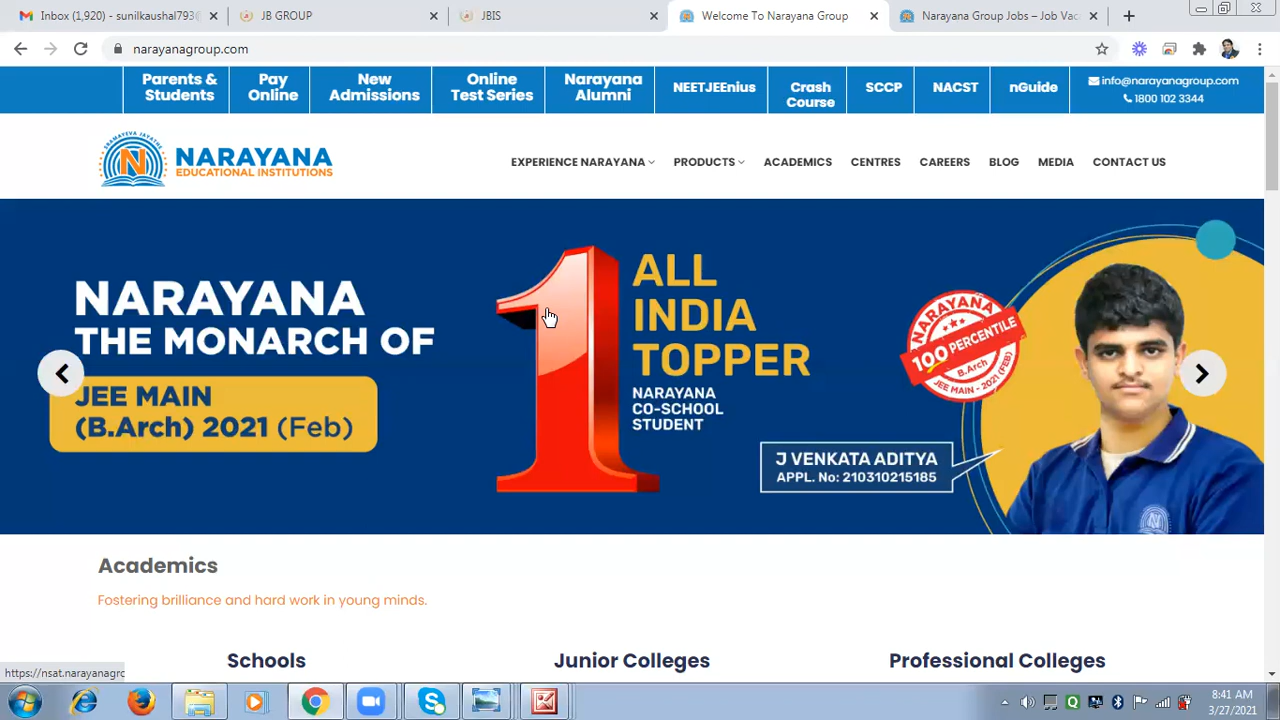 Inbox (1,920) - sunilkaushal793@
JB GROUP
JBIS
Welcome To Narayana Group
Narayana Group Jobs – Job Vac
narayanagroup.com
Parents & Students
Pay Online
New Admissions
Online Test Series
Narayana Alumni
NEETJEEnius
Crash Course
SCCP
NACST
nGuide
info@narayanagroup.com
1800 102 3344
NARAYANA
EDUCATIONAL INSTITUTIONS
EXPERIENCE NARAYANA
PRODUCTS
ACADEMICS
CENTRES
CAREERS
BLOG
MEDIA
CONTACT US
NARAYANA
THE MONARCH OF
JEE MAIN
(B.Arch) 2021 (Feb)
1
ALL
INDIA
TOPPER
NARAYANA
CO-SCHOOL
STUDENT
NARAYANA
100 PERCENTILE
B.Arch
JEE MAIN - 2021 (FEB)
J VENKATA ADITYA
APPL. No: 210310215185
Academics
Fostering brilliance and hard work in young minds.
Schools
Junior Colleges
Professional Colleges
https://nsat.narayanagro
8:41 AM
3/27/2021